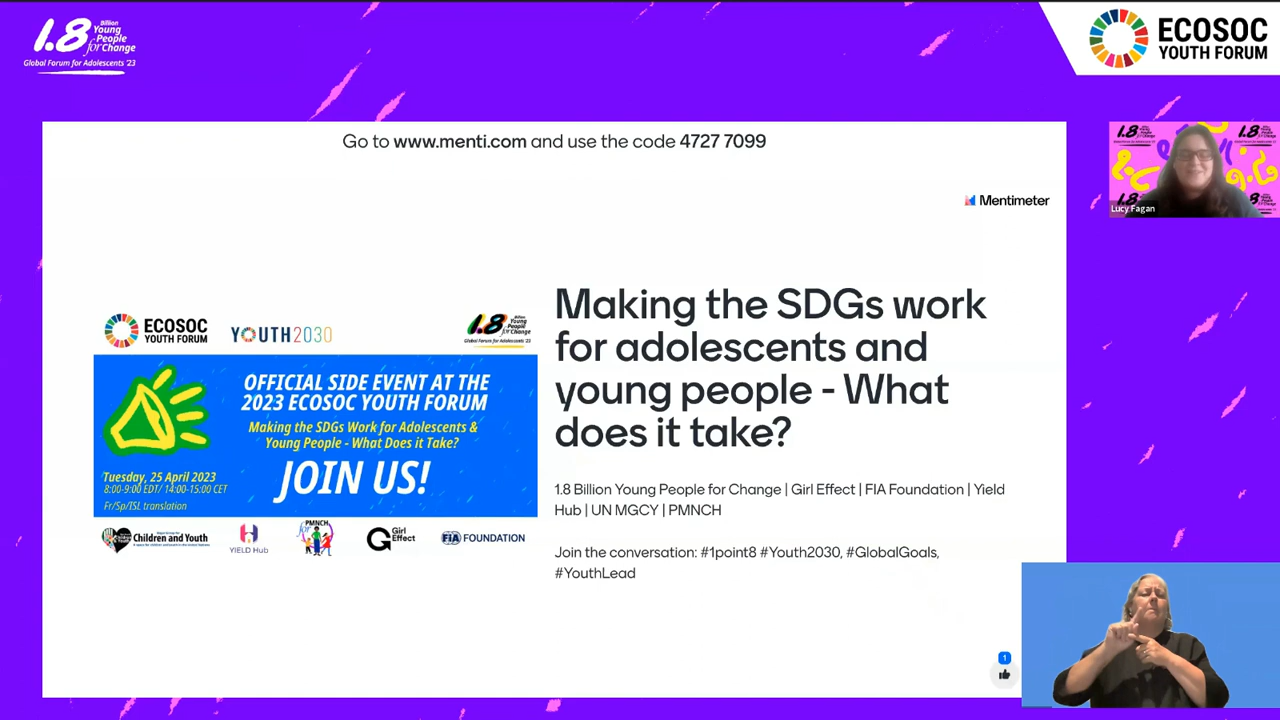 1.8 Billion
Young
People
for Change
Global Forum for Adolescents '23
ECOSOC
YOUTH FORUM
Go to www.menti.com and use the code 4727 7099
Mentimeter
Lucy Fagan
ECOSOC
YOUTH FORUM
YOUTH2030
1.8 Billion
Young
People
for Change
Global Forum for Adolescents '23
OFFICIAL SIDE EVENT AT THE
2023 ECOSOC YOUTH FORUM
Making the SDGs Work for Adolescents &
Young People - What Does it Take?
JOIN US!
Tuesday, 25 April 2023
8:00-9:00 EDT/ 14:00-15:00 CET
Fr/Sp/ISL translation
Children and Youth
YIELD Hub
PMNCH
for
Girl
Effect
FIA FOUNDATION
Making the SDGs work
for adolescents and
young people - What
does it take?
1.8 Billion Young People for Change | Girl Effect | FIA Foundation | Yield
Hub | UN MGCY | PMNCH
Join the conversation: #1point8 #Youth2030, #GlobalGoals,
#YouthLead
1